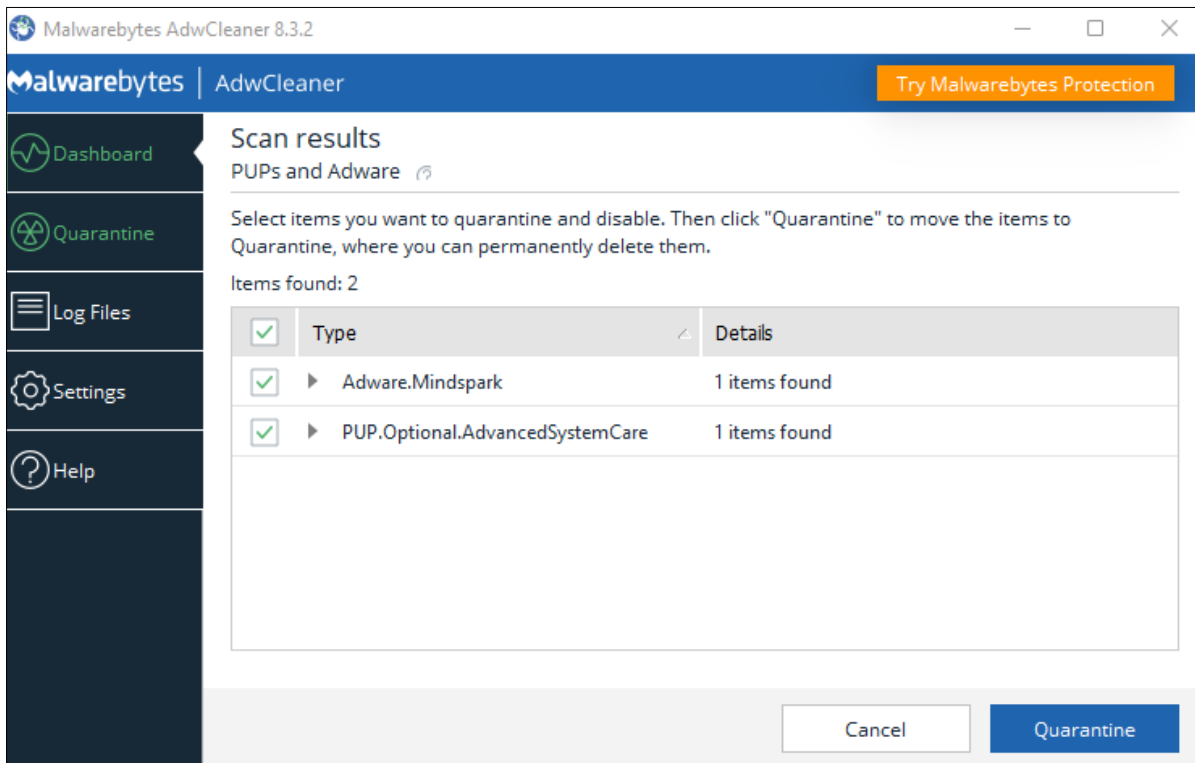 Malwarebytes AdwCleaner 8.3.2
Malwarebytes | AdwCleaner
Try Malwarebytes Protection
Dashboard
Quarantine
Log Files
Settings
Help
Scan results
PUPs and Adware
Select items you want to quarantine and disable. Then click "Quarantine" to move the items to
Quarantine, where you can permanently delete them.
Items found: 2
Type Details
Adware.Mindspark 1 items found
PUP.Optional.AdvancedSystemCare 1 items found
Cancel Quarantine